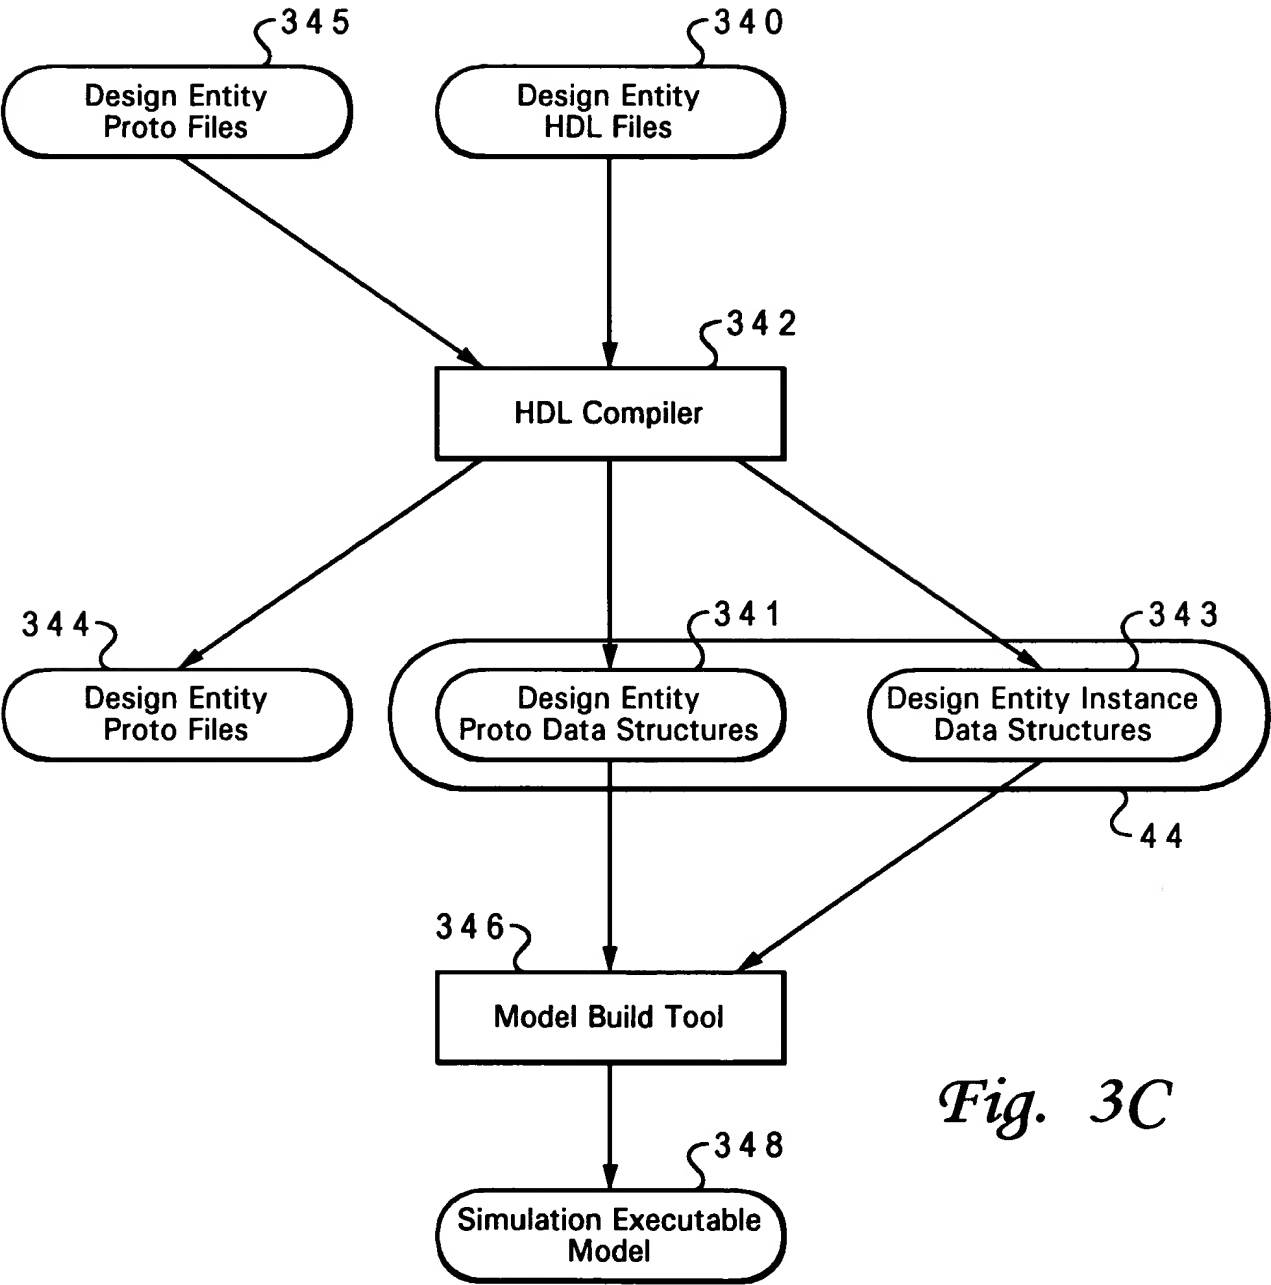 345
340
Design Entity
Proto Files
Design Entity
HDL Files
342
HDL Compiler
344
341
343
Design Entity
Proto Files
Design Entity
Proto Data Structures
Design Entity Instance
Data Structures
44
346
Model Build Tool
Fig. 3C
348
Simulation Executable
Model